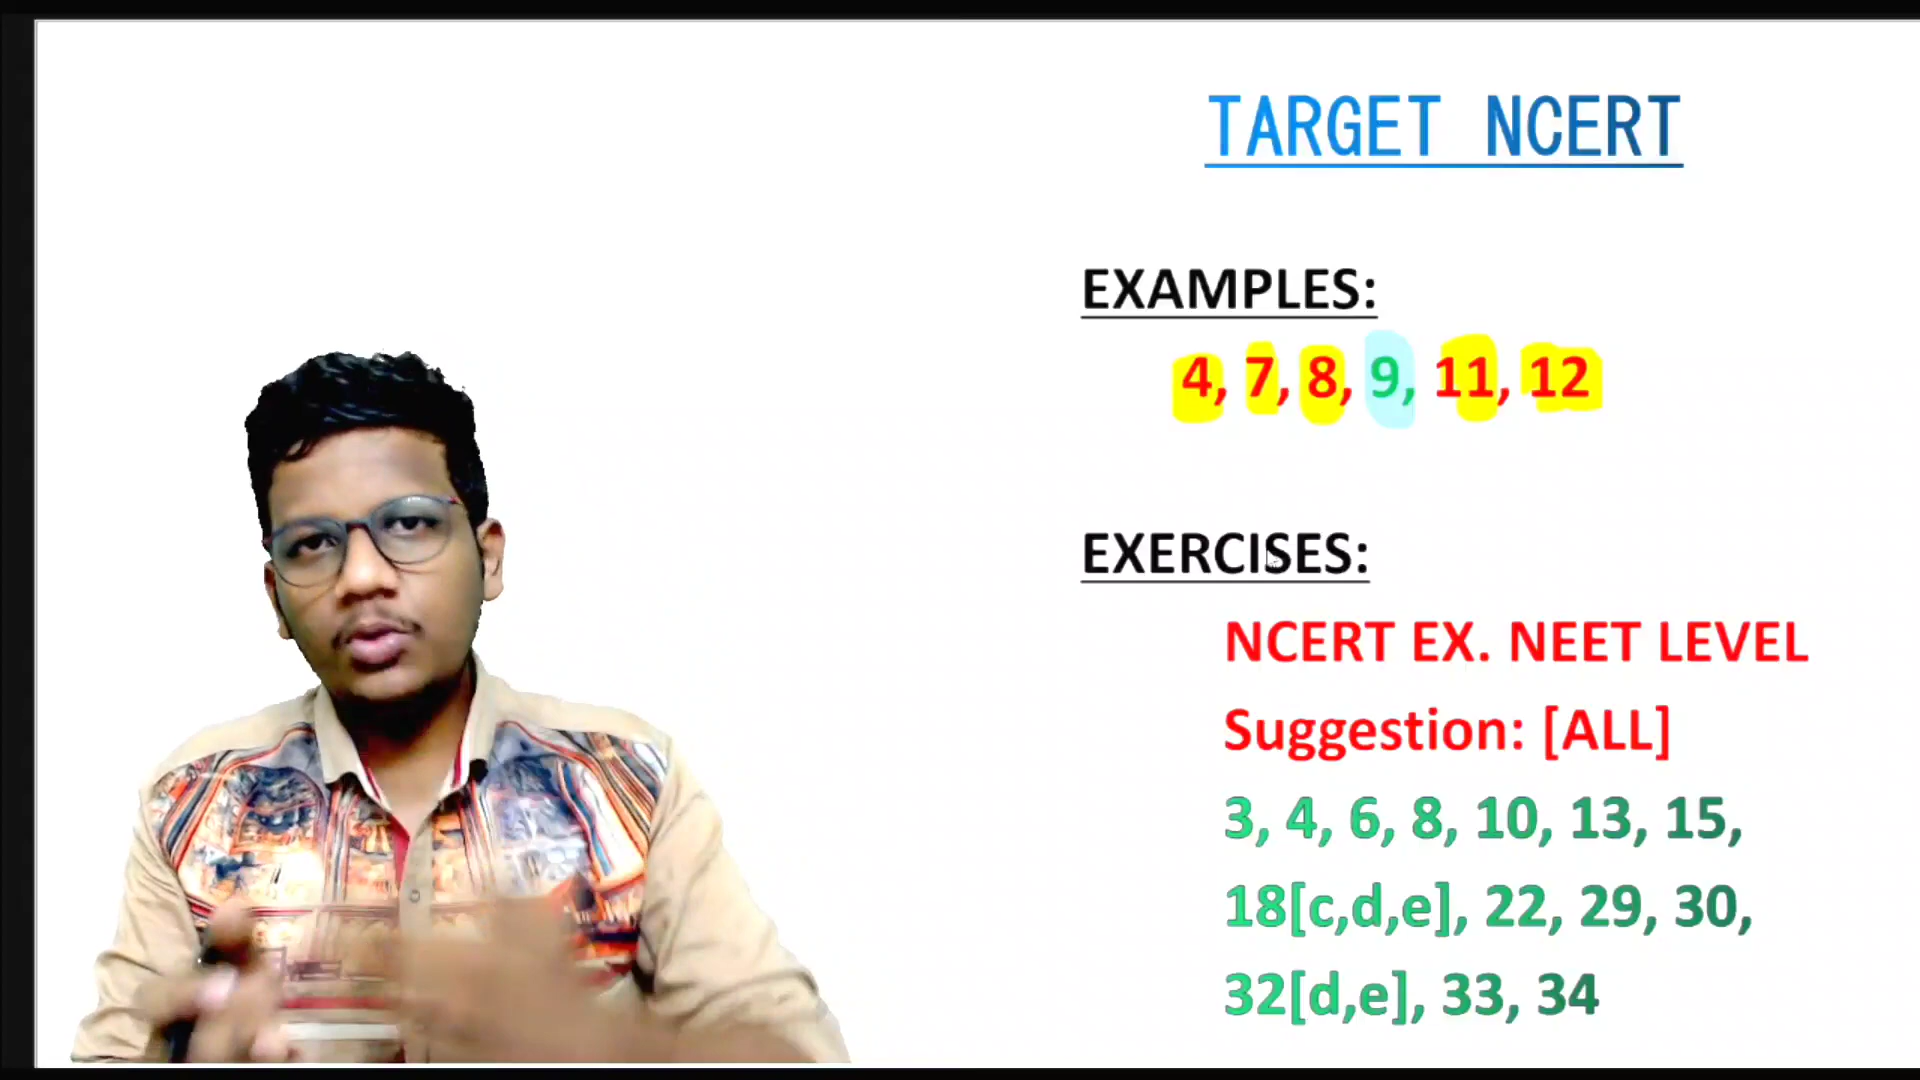 TARGET NCERT
EXAMPLES:
4, 7, 8, 9, 11, 12
EXERCISES:
NCERT EX. NEET LEVEL
Suggestion: [ALL]
3, 4, 6, 8, 10, 13, 15,
18[c,d,e], 22, 29, 30,
32[d,e], 33, 34